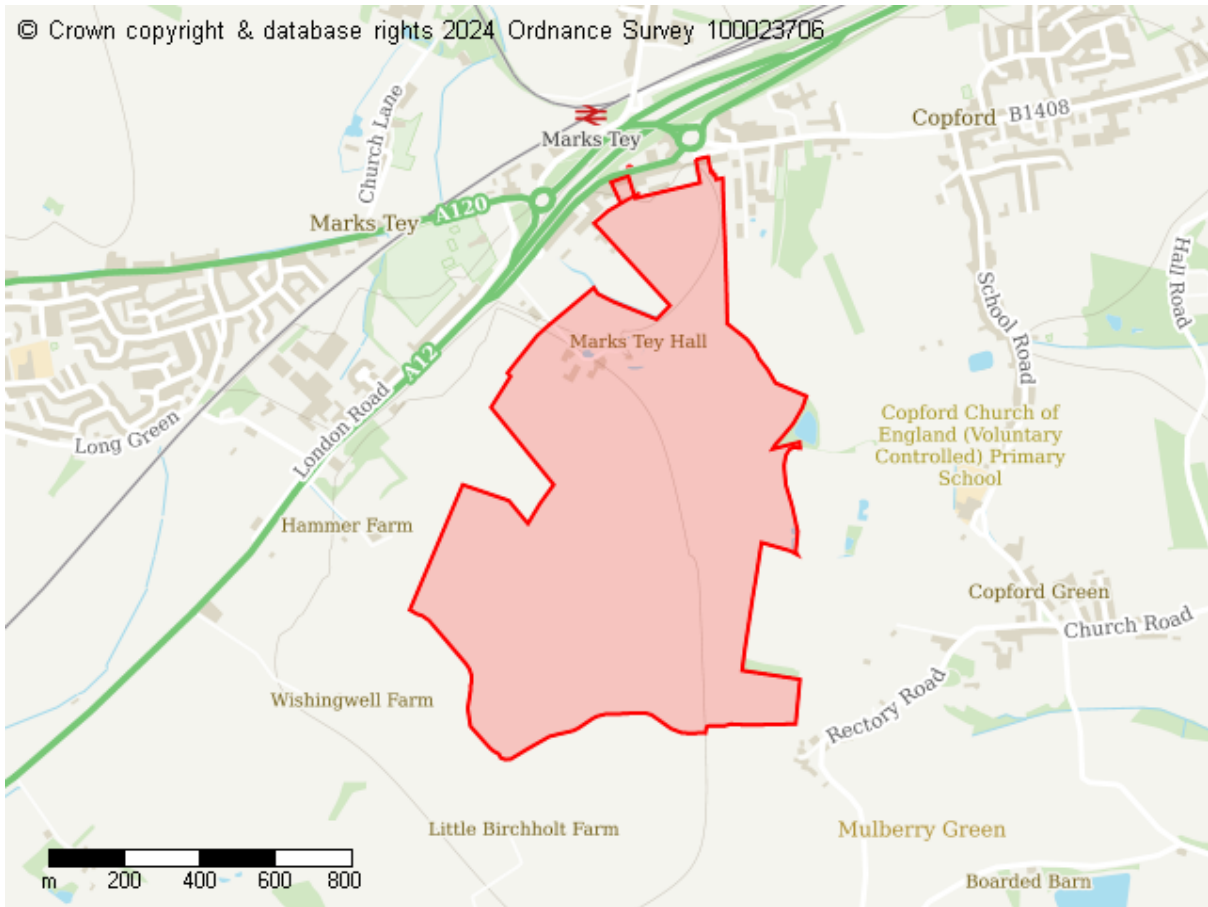 © Crown copyright & database rights 2024 Ordnance Survey 100023706
Church Lane
Marks Tey
Copford
B1408
Marks Tey
A120
Hall Road
School Road
Marks Tey Hall
A12
London Road
Long Green
Copford Church of
England (Voluntary
Controlled) Primary
School
Hammer Farm
Copford Green
Church Road
Wishingwell Farm
Rectory Road
Little Birchholt Farm
Mulberry Green
Boarded Barn
m 200 400 600 800